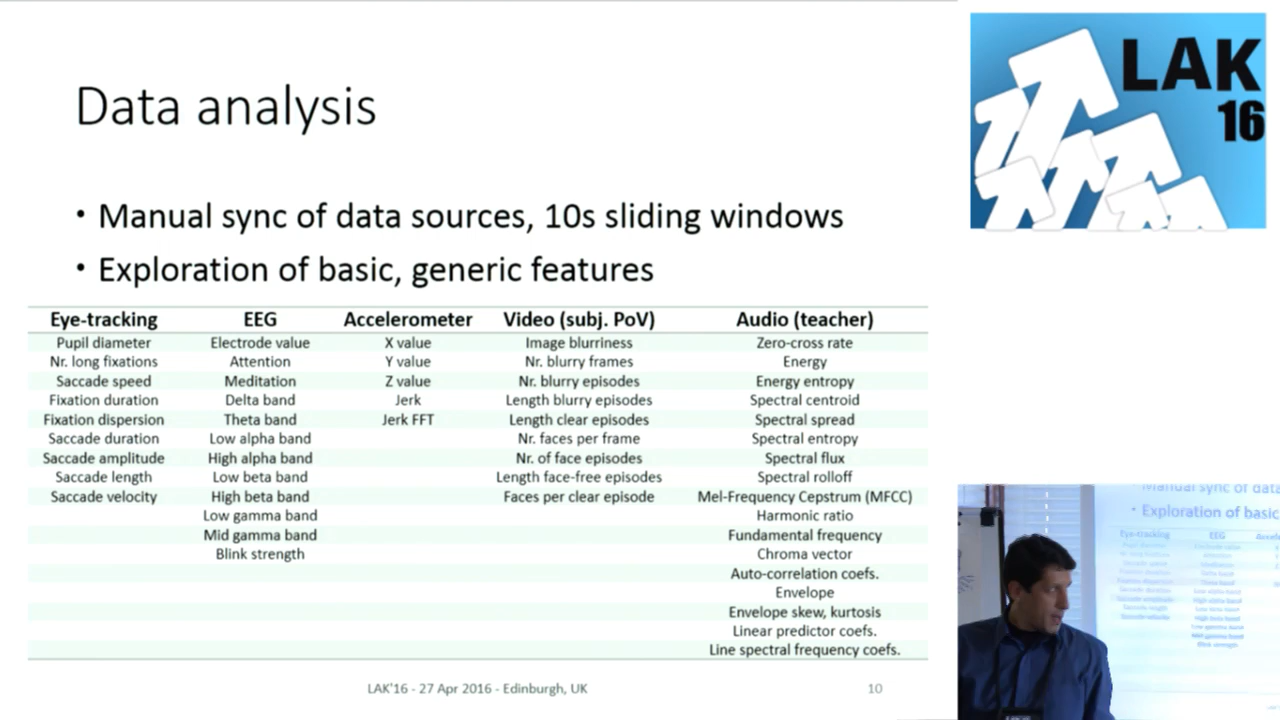 Data analysis
• Manual sync of data sources, 10s sliding windows
• Exploration of basic, generic features
Eye-tracking EEG Accelerometer Video (subj. PoV) Audio (teacher)
Pupil diameter Electrode value X value Image blurriness Zero-cross rate
Nr. long fixations Attention Y value Nr. blurry frames Energy
Saccade speed Meditation Z value Nr. blurry episodes Energy entropy
Fixation duration Delta band Jerk Length blurry episodes Spectral centroid
Fixation dispersion Theta band Jerk FFT Length clear episodes Spectral spread
Saccade duration Low alpha band Nr. faces per frame Spectral entropy
Saccade amplitude High alpha band Nr. of face episodes Spectral flux
Saccade length Low beta band Length face-free episodes Spectral rolloff
Saccade velocity High beta band Faces per clear episode Mel-Frequency Cepstrum (MFCC)
Low gamma band Harmonic ratio
Mid gamma band Fundamental frequency
Blink strength Chroma vector
Auto-correlation coefs.
Envelope
Envelope skew, kurtosis
Linear predictor coefs.
Line spectral frequency coefs.
LAK'16 - 27 Apr 2016 - Edinburgh, UK 10
LAK
16
Manual sync of data
• Exploration of basic
Eye-tracking EEG